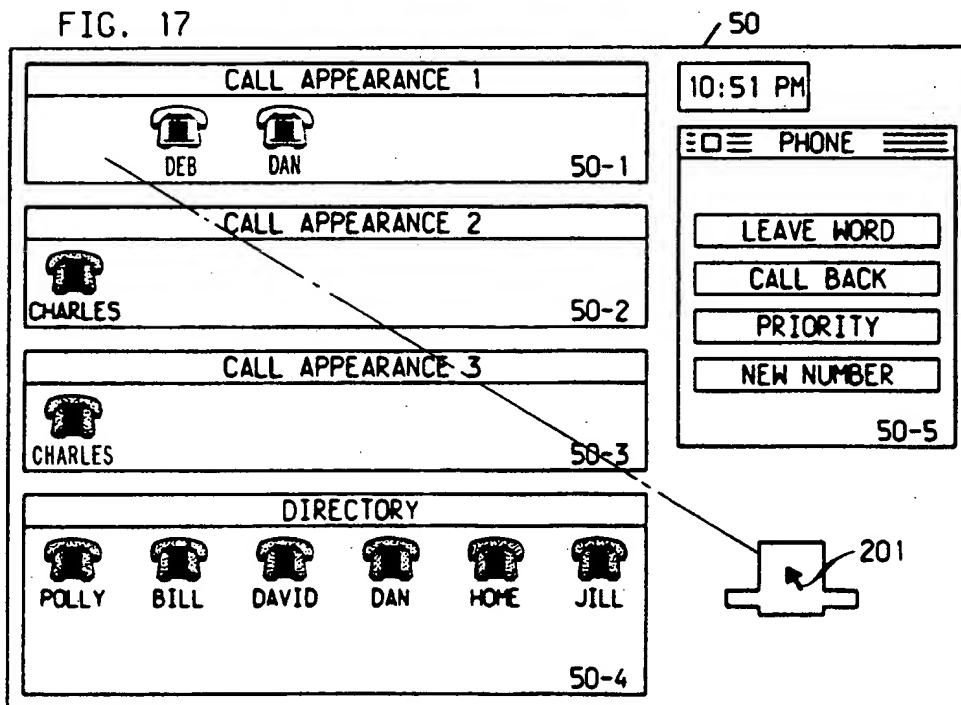 FIG. 17
50
CALL APPEARANCE 1
DEB DAN
50-1
CALL APPEARANCE 2
CHARLES
50-2
CALL APPEARANCE 3
CHARLES
50-3
DIRECTORY
POLLY BILL DAVID DAN HOME JILL
50-4
10:51 PM
PHONE
LEAVE WORD
CALL BACK
PRIORITY
NEW NUMBER
50-5
201